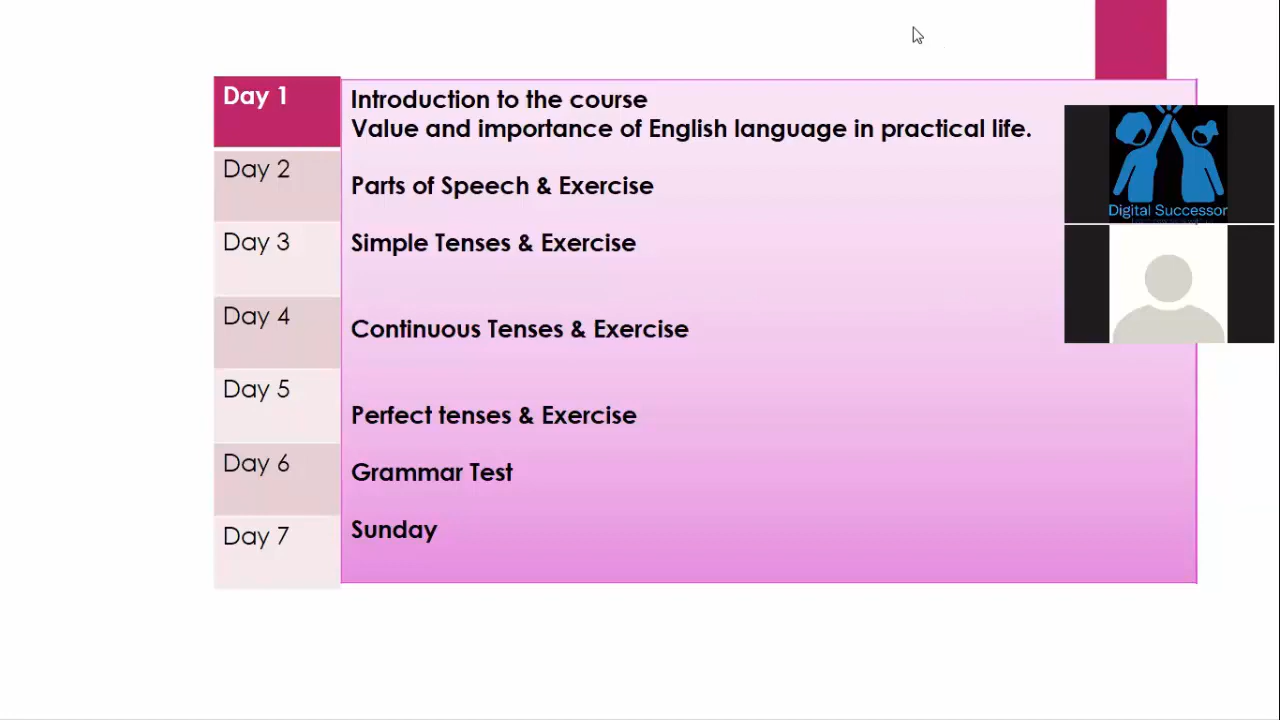 Day 1
Introduction to the course
Value and importance of English language in practical life.
Day 2
Parts of Speech & Exercise
Day 3
Simple Tenses & Exercise
Day 4
Continuous Tenses & Exercise
Day 5
Perfect tenses & Exercise
Day 6
Grammar Test
Day 7
Sunday
Digital Successor